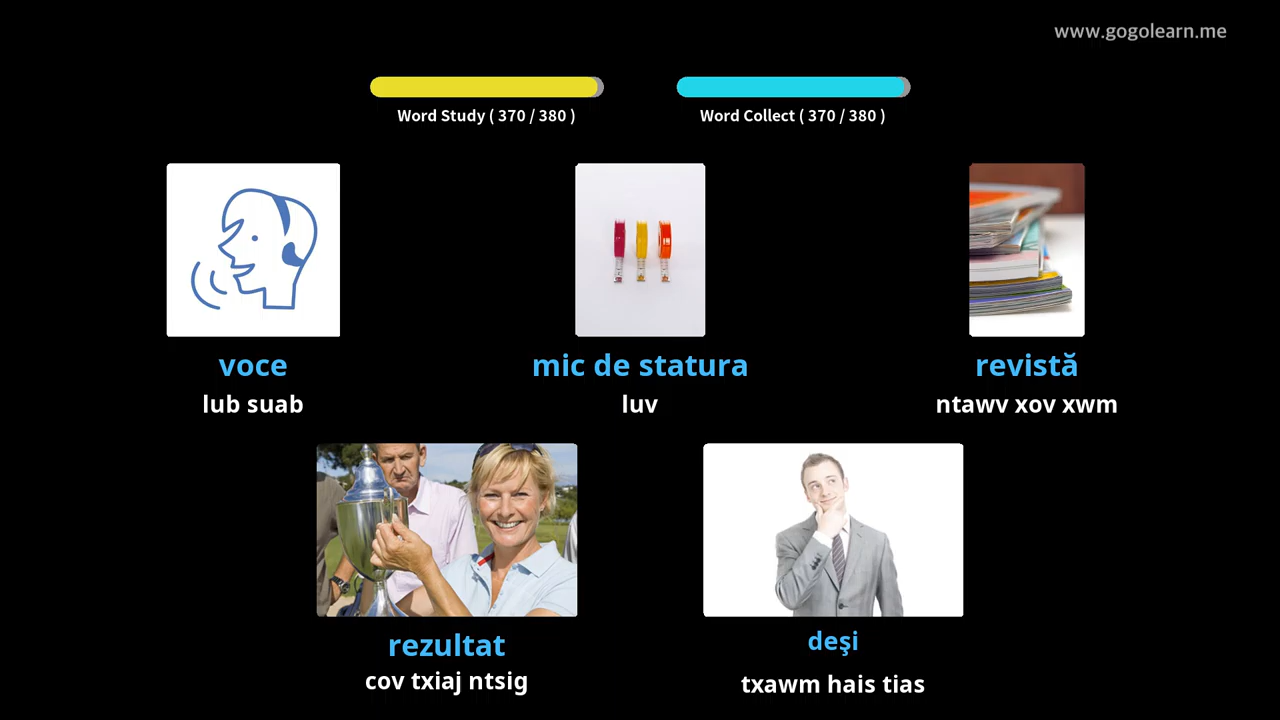 www.gogolearn.me
Word Study ( 370 / 380 )
Word Collect ( 370 / 380 )
voce
lub suab
mic de statura
luv
revistă
ntawv xov xwm
rezultat
cov txiaj ntsig
deşi
txawm hais tias